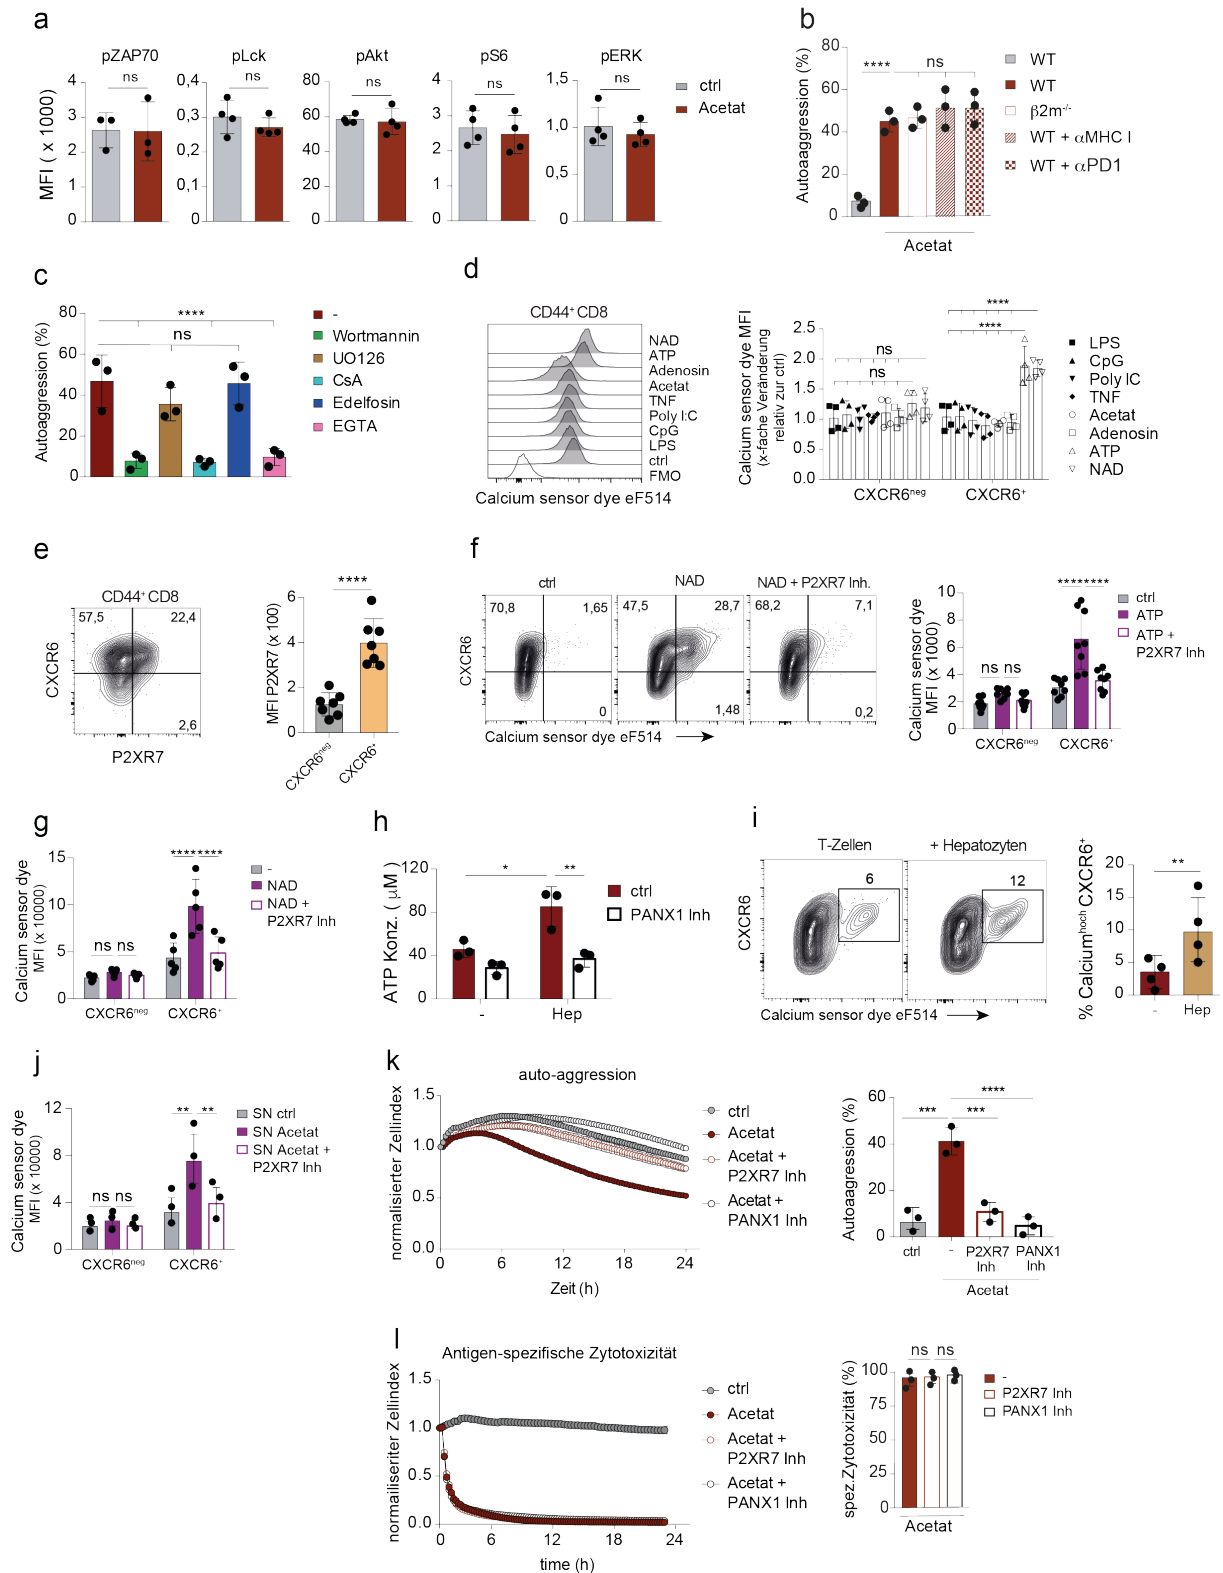 a
pZAP70
pLck
pAkt
pS6
pERK
MFI ( x 1000)
4
3
2
1
0
ns
0,4
0,3
0,2
0,1
0
ns
80
60
40
20
0
ns
4
3
2
1
0
ns
1,5
1,0
0,5
0
ns
ctrl
Acetat
b
Autoaaggression (%)
80
60
40
20
0
****
ns
Acetat
WT
WT
β2m-/-
WT + αMHC I
WT + αPD1
c
Autoaggression (%)
80
60
40
20
0
****
ns
-
Wortmannin
UO126
CsA
Edelfosin
EGTA
d
CD44+ CD8
NAD
ATP
Adenosin
Acetat
TNF
Poly I:C
CpG
LPS
ctrl
FMO
Calcium sensor dye eF514
Calcium sensor dye MFI
(x-fache Veränderung
relativ zur ctrl)
2.5
2.0
1.5
1.0
0.5
0.0
ns
ns
****
****
CXCR6neg
CXCR6+
LPS
CpG
Poly IC
TNF
Acetat
Adenosin
ATP
NAD
e
CD44+ CD8
57,5
22,4
2,6
CXCR6
P2XR7
MFI P2XR7 (x 100)
6
4
2
0
****
CXCR6neg
CXCR6+
f
ctrl
NAD
NAD + P2XR7 Inh.
70,8
1,65
0
47,5
28,7
1,48
68,2
7,1
0,2
CXCR6
Calcium sensor dye eF514
Calcium sensor dye
MFI (x 1000)
10
8
6
4
2
0
ns ns
********
CXCR6neg
CXCR6+
ctrl
ATP
ATP +
P2XR7 Inh
g
Calcium sensor dye
MFI (x 10000)
15
10
5
0
ns ns
********
CXCR6neg
CXCR6+
-
NAD
NAD +
P2XR7 Inh
h
ATP Konz. ( μM )
120
80
40
0
*
**
-
Hep
ctrl
PANX1 Inh
i
T-Zellen
+ Hepatozyten
6
12
CXCR6
Calcium sensor dye eF514
% Calciumhoch CXCR6+
20
15
10
5
0
**
-
Hep
j
Calcium sensor dye
MFI (x 10000)
12
8
4
0
ns ns
**
**
CXCR6neg
CXCR6+
SN ctrl
SN Acetat
SN Acetat +
P2XR7 Inh
k
auto-aggression
normalisierter Zellindex
1.5
1.0
0.5
0.0
0
6
12
18
24
Zeit (h)
ctrl
Acetat
Acetat +
P2XR7 Inh
Acetat +
PANX1 Inh
Autoaagression (%)
60
40
20
0
***
***
****
ctrl
-
P2XR7
Inh
PANX1
Inh
Acetat
l
Antigen-spezifische Zytotoxizität
normailiseriter Zellindex
1.5
1.0
0.5
0.0
0
6
12
18
24
time (h)
ctrl
Acetat
Acetat +
P2XR7 Inh
Acetat +
PANX1 Inh
spez.Zytotoxizität (%)
100
75
50
25
0
ns
ns
Acetat
-
P2XR7 Inh
PANX1 Inh